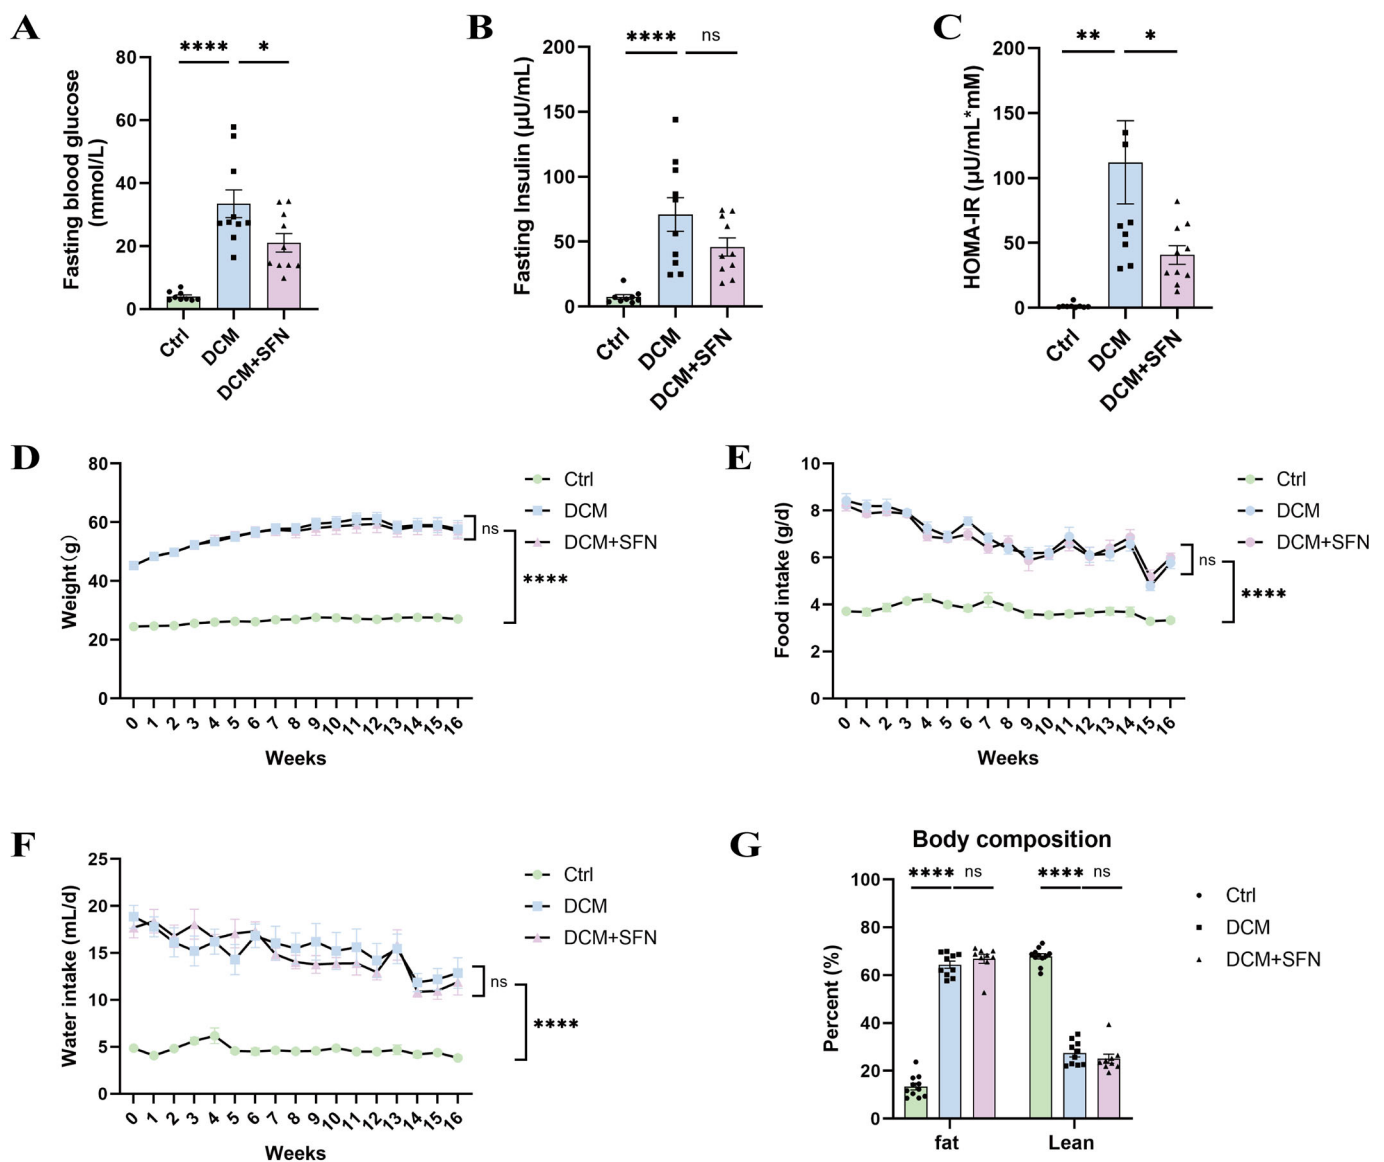 A
Fasting blood glucose
(mmol/L)
80
60
40
20
0
**** *
Ctrl
DCM
DCM+SFN
B
Fasting Insulin (µU/mL)
200
150
100
50
0
**** ns
Ctrl
DCM
DCM+SFN
C
HOMA-IR (µU/mL*mM)
200
150
100
50
0
** *
Ctrl
DCM
DCM+SFN
D
Weight(g)
80
60
40
20
0
0 1 2 3 4 5 6 7 8 9 10 11 12 13 14 15 16
Weeks
Ctrl
DCM
DCM+SFN
ns
****
E
Food intake (g/d)
10
8
6
4
2
0
0 1 2 3 4 5 6 7 8 9 10 11 12 13 14 15 16
Weeks
Ctrl
DCM
DCM+SFN
ns
****
F
Water intake (mL/d)
25
20
15
10
5
0
0 1 2 3 4 5 6 7 8 9 10 11 12 13 14 15 16
Weeks
Ctrl
DCM
DCM+SFN
ns
****
G
Body composition
Percent (%)
100
80
60
40
20
0
**** ns **** ns
fat Lean
Ctrl
DCM
DCM+SFN